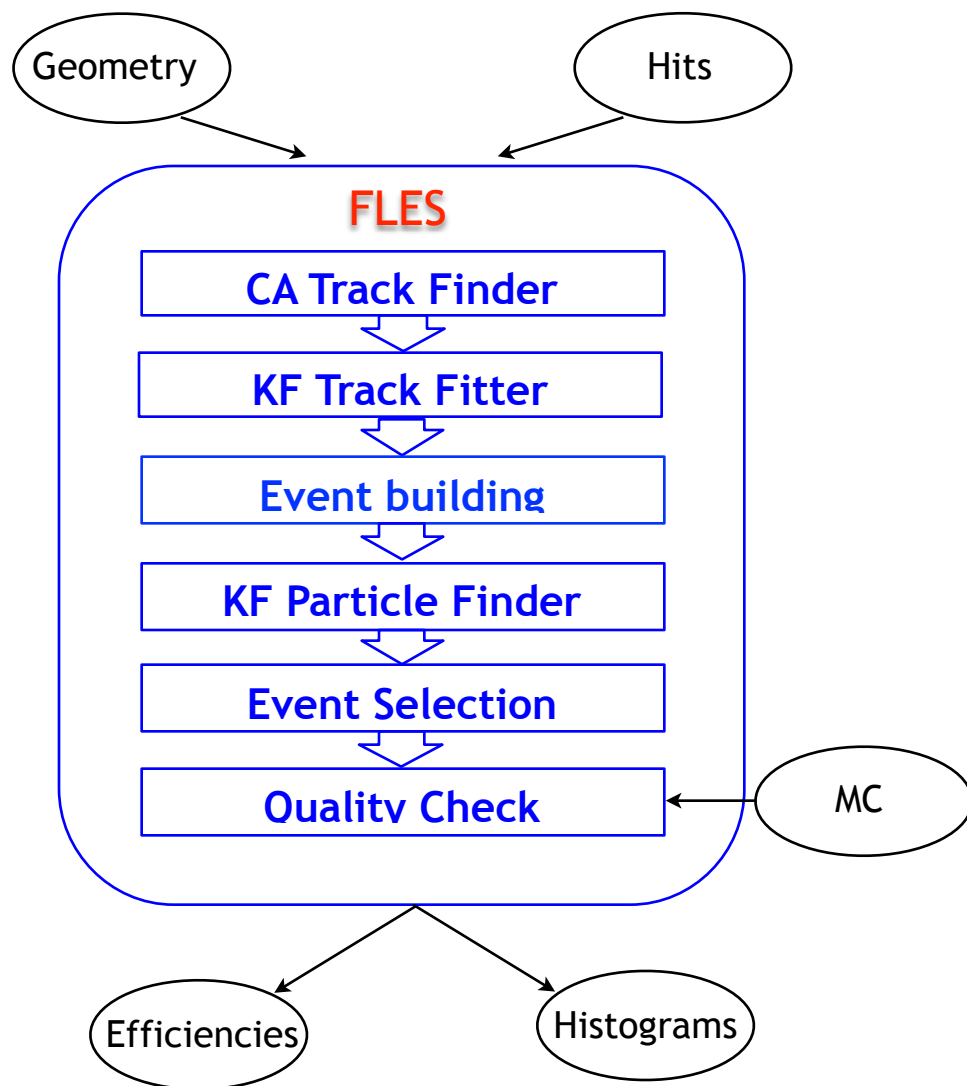 Geometry
Hits
FLES
CA Track Finder
KF Track Fitter
Event building
KF Particle Finder
Event Selection
Quality Check
MC
Efficiencies
Histograms